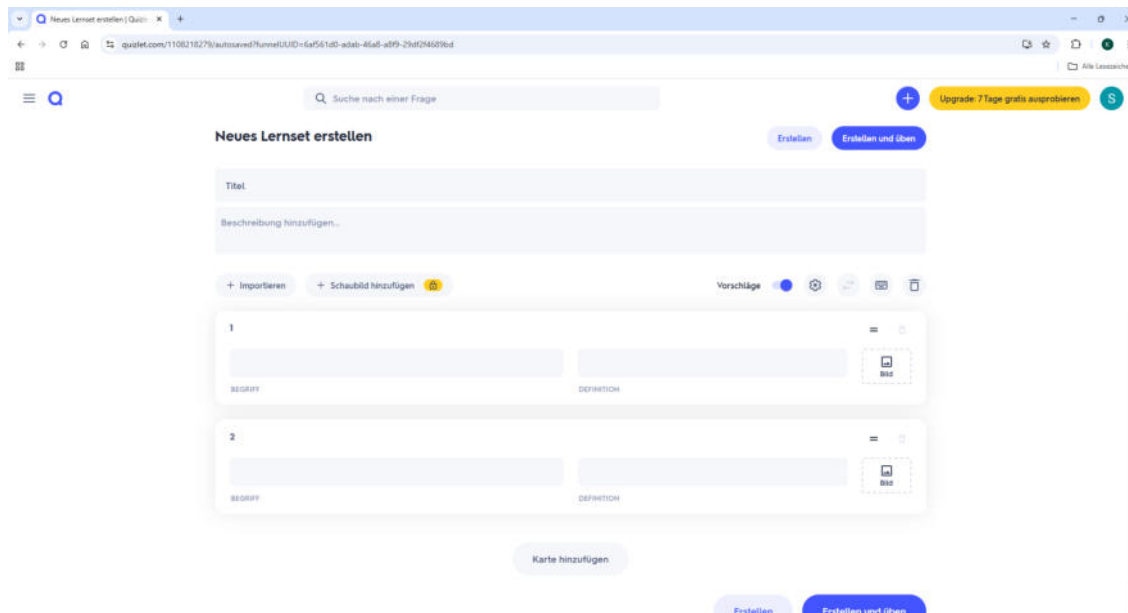 Neues Lernset erstellen | Quizl
quizlet.com/1108218279/autosaved?funnelUUID=6af561d0-adab-46a8-a8f9-29df2f4689bd
K
Alle Lesezeiche
Suche nach einer Frage
Upgrade: 7 Tage gratis ausprobieren
S
Neues Lernset erstellen
Erstellen
Erstellen und üben
Titel
Beschreibung hinzufügen...
+ Importieren
+ Schaubild hinzufügen
Vorschläge
1
BEGRIFF
DEFINITION
Bild
2
BEGRIFF
DEFINITION
Bild
Karte hinzufügen
Erstellen
Erstellen und üben